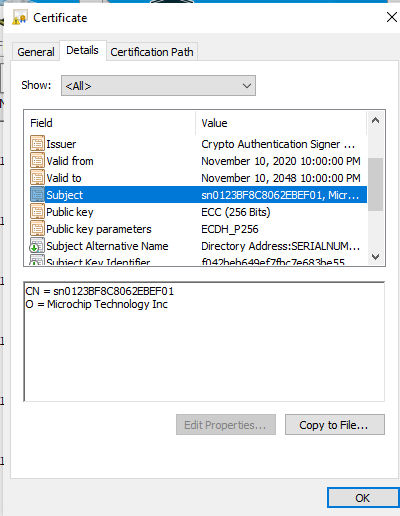 Certificate
General Details Certification Path
Show: <All>
Field Value
Issuer Crypto Authentication Signer ...
Valid from November 10, 2020 10:00:00 PM
Valid to November 10, 2048 10:00:00 PM
Subject sn0123BF8C8062EBEF01, Micr...
Public key ECC (256 Bits)
Public key parameters ECDH_P256
Subject Alternative Name Directory Address:SERIALNUM...
Subject Key Identifier f042beb649ef7fbc7e683be55
CN = sn0123BF8C8062EBEF01
O = Microchip Technology Inc
Edit Properties... Copy to File...
OK